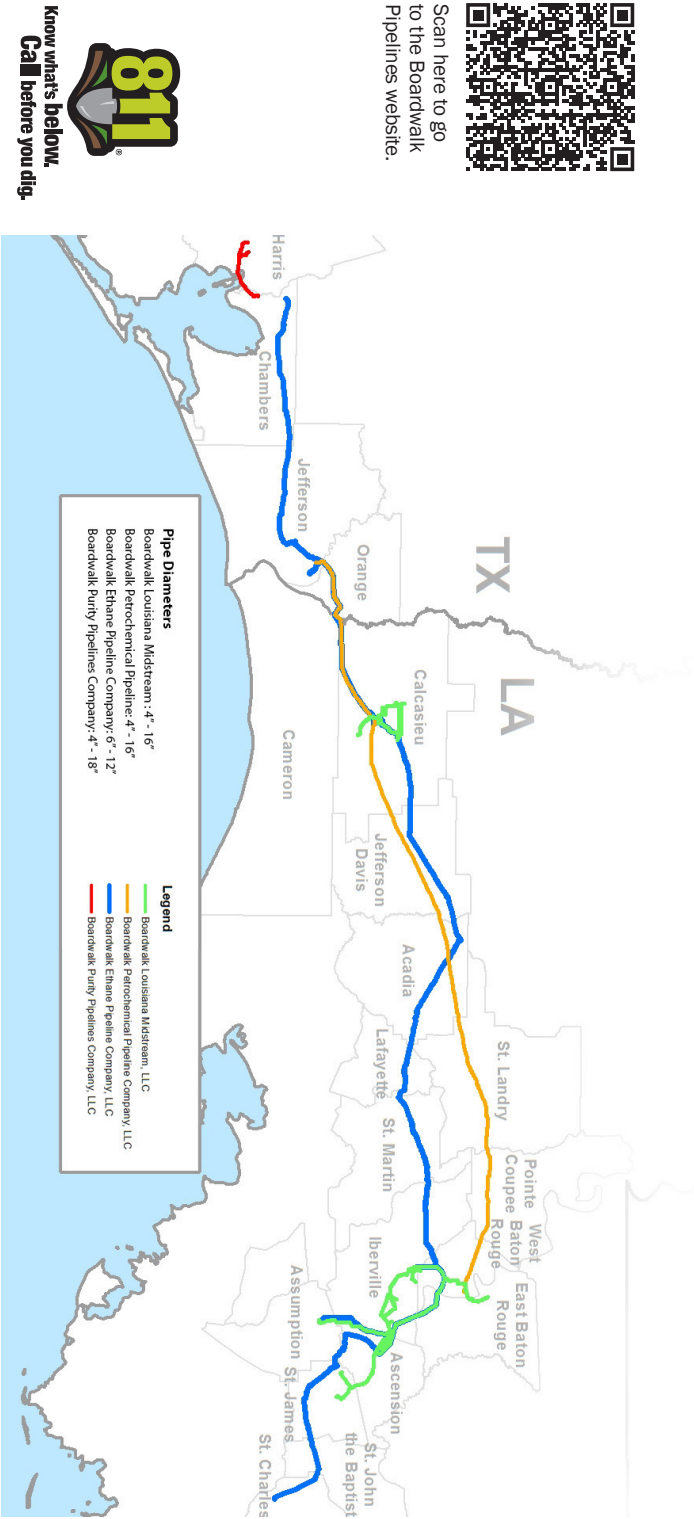 Scan here to go
to the Boardwalk
Pipelines website.
811®
Know what's below.
Call before you dig.
TX
LA
Harris
Chambers
Jefferson
Orange
Calcasieu
Cameron
Jefferson
Davis
Acadia
Lafayette
St. Landry
St. Martin
Pointe
Coupee
West
Baton
Rouge
East Baton
Rouge
Iberville
Assumption
Ascension
St. James
St. John
the Baptist
St. Charles
Pipe Diameters
Boardwalk Louisiana Midstream : 4" - 16"
Boardwalk Petrochemical Pipeline: 4" - 16"
Boardwalk Ethane Pipeline Company: 6" - 12"
Boardwalk Purity Pipelines Company: 4" - 18"
Legend
Boardwalk Louisiana Midstream, LLC
Boardwalk Petrochemical Pipeline Company, LLC
Boardwalk Ethane Pipeline Company, LLC
Boardwalk Purity Pipelines Company, LLC